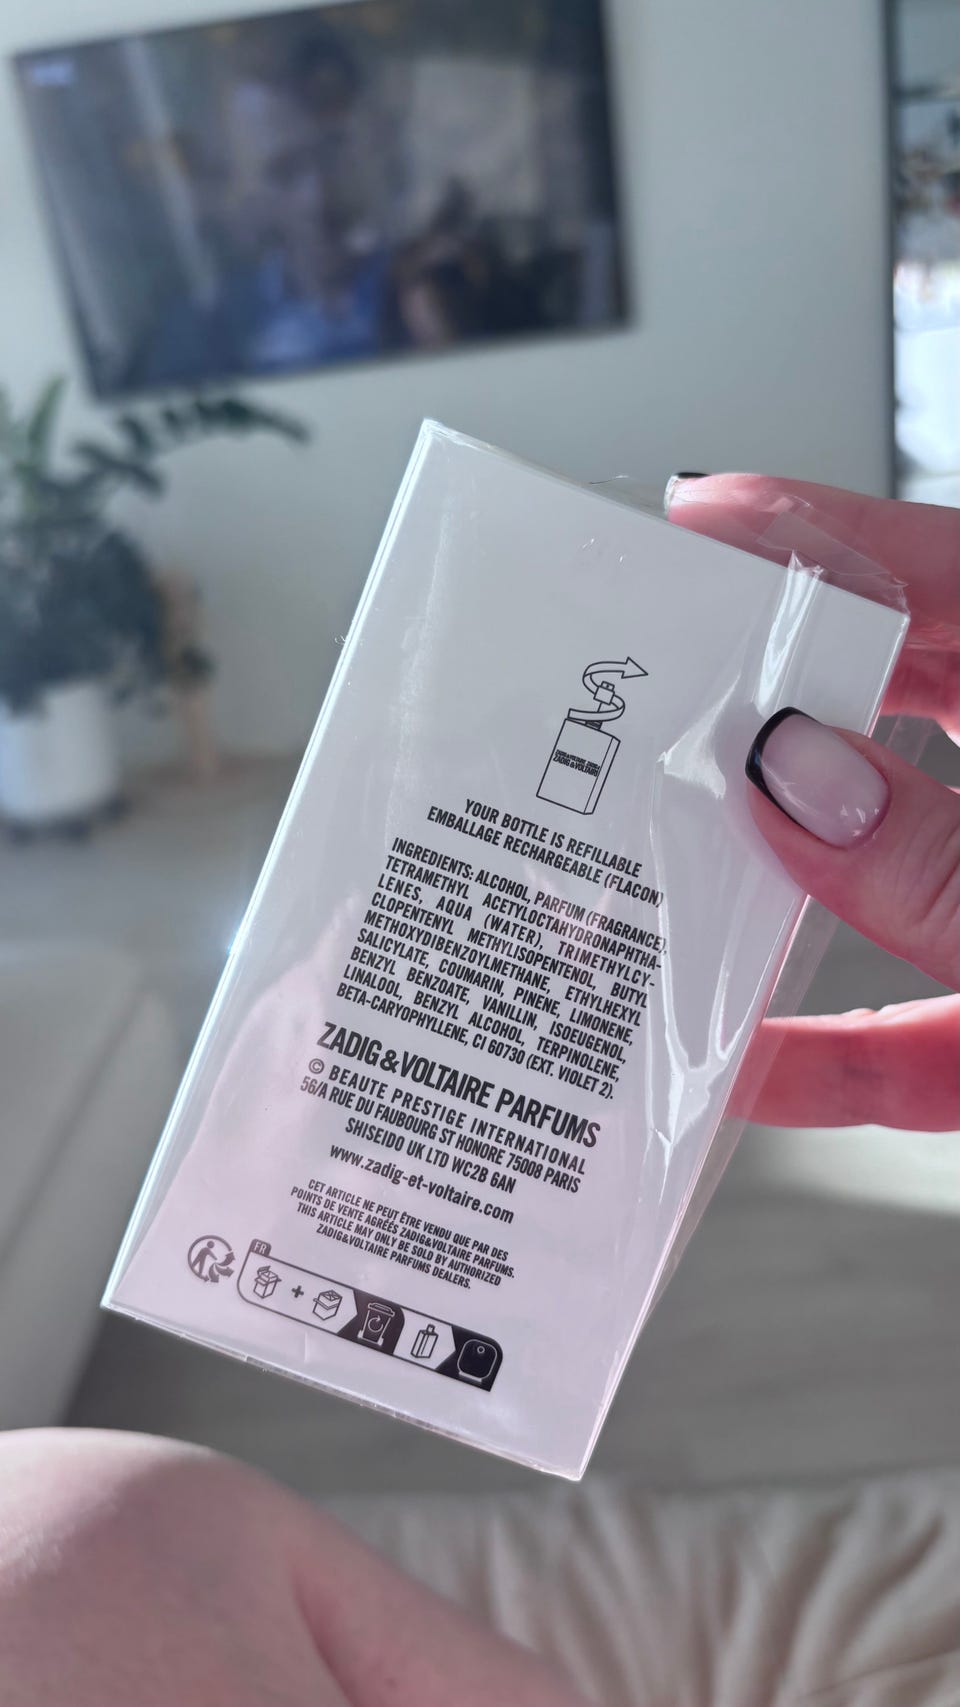 ZADIG&VOLTAIRE
YOUR BOTTLE IS REFILLABLE
EMBALLAGE RECHARGEABLE (FLACON)
INGREDIENTS: ALCOHOL, PARFUM (FRAGRANCE),
TETRAMETHYL ACETYLOCTAHYDRONAPHTHA-
LENES, AQUA (WATER), TRIMETHYLCY-
CLOPENTENYL METHYLISOPENTENOL, BUTYL
METHOXYDIBENZOYLMETHANE, ETHYLHEXYL
SALICYLATE, COUMARIN, PINENE, LIMONENE,
BENZYL BENZOATE, VANILLIN, ISOEUGENOL,
LINALOOL, BENZYL ALCOHOL, TERPINOLENE,
BETA-CARYOPHYLLENE, CI 60730 (EXT. VIOLET 2).
ZADIG&VOLTAIRE PARFUMS
© BEAUTE PRESTIGE INTERNATIONAL
56/A RUE DU FAUBOURG ST HONORE 75008 PARIS
SHISEIDO UK LTD WC2B 6AN
www.zadig-et-voltaire.com
CET ARTICLE NE PEUT ÊTRE VENDU QUE PAR DES
POINTS DE VENTE AGRÉÉS ZADIG&VOLTAIRE PARFUMS.
THIS ARTICLE MAY ONLY BE SOLD BY AUTHORIZED
ZADIG&VOLTAIRE PARFUMS DEALERS.
FR
+